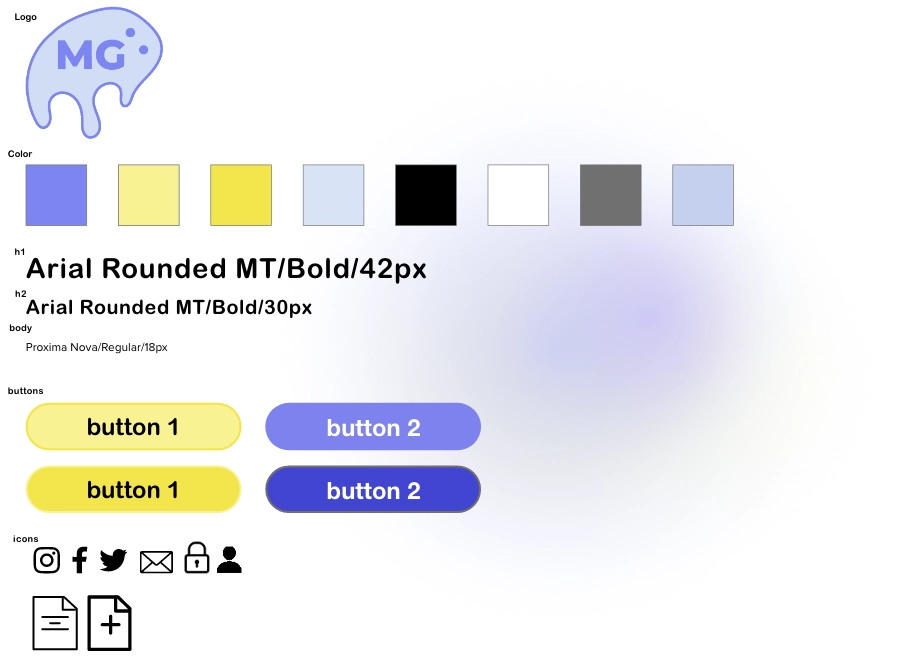 Logo
MG
Color
h1
Arial Rounded MT/Bold/42px
h2
Arial Rounded MT/Bold/30px
body
Proxima Nova/Regular/18px
buttons
button 1
button 2
button 1
button 2
icons